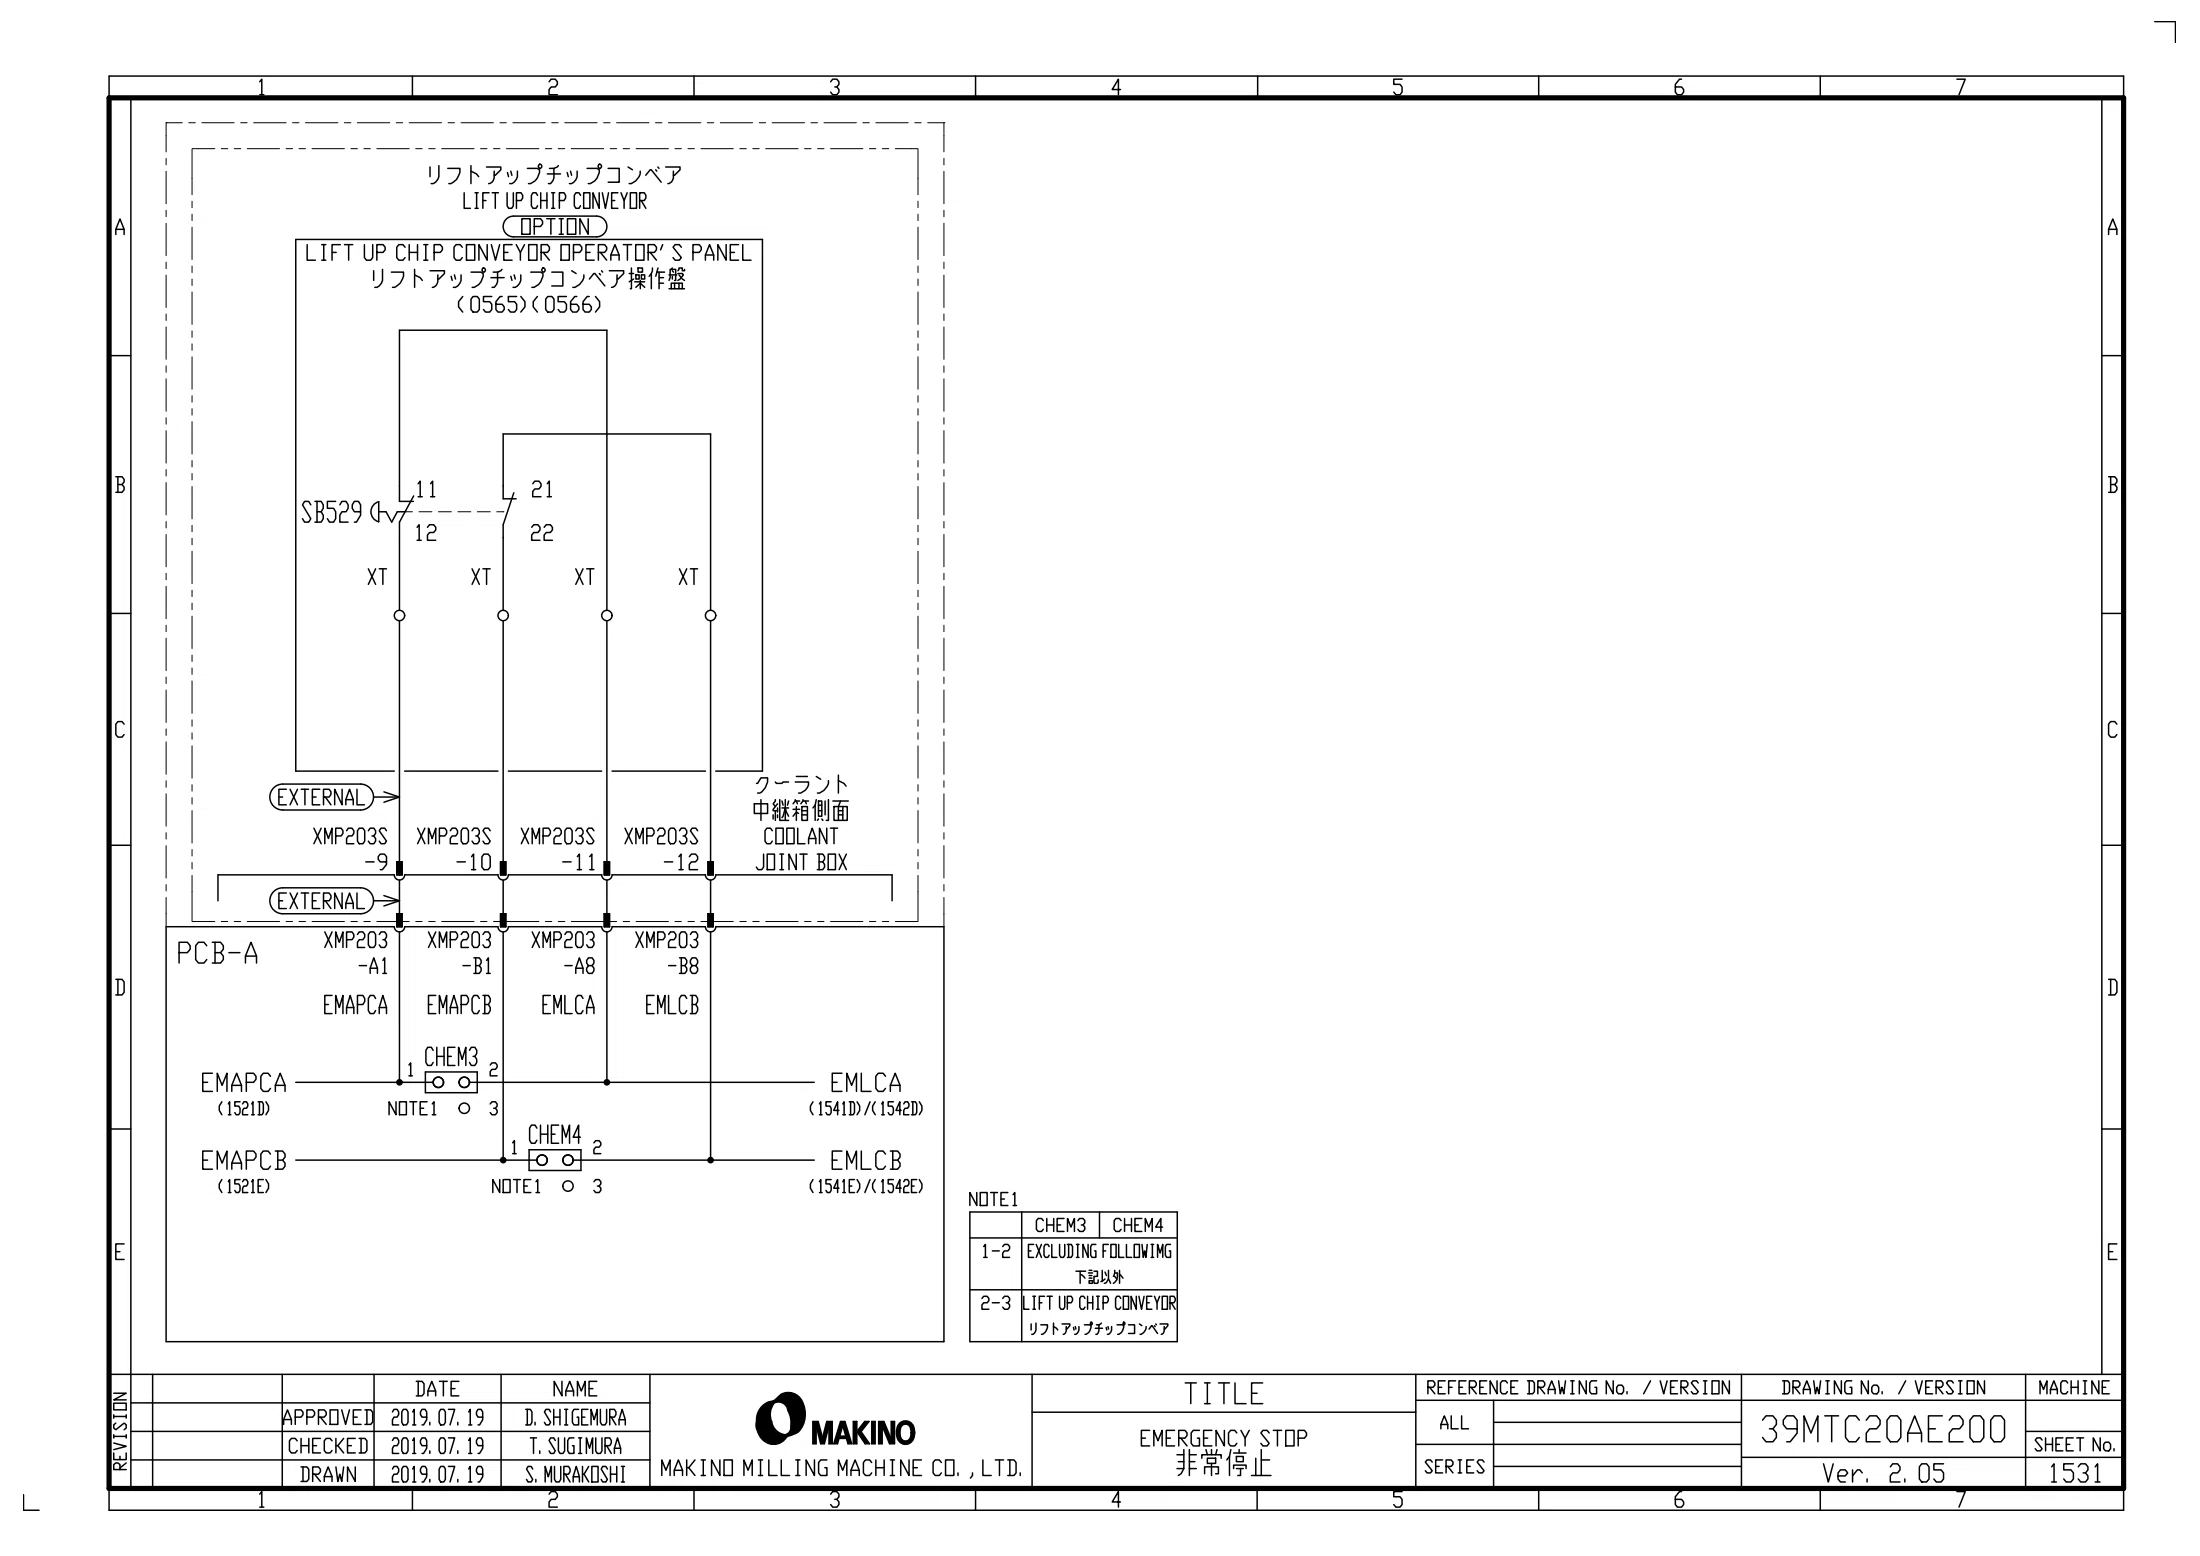 1 2 3 4 5 6 7
A A
B B
C C
D D
E E
リフトアップチップコンベア
LIFT UP CHIP CONVEYOR
OPTION
LIFT UP CHIP CONVEYOR OPERATOR'S PANEL
リフトアップチップコンベア操作盤
(0565)(0566)
11 21
SB529
12 22
XT XT XT XT
EXTERNAL
クーラント
中継箱側面
COOLANT
JOINT BOX
XMP203S XMP203S XMP203S XMP203S
-9 -10 -11 -12
EXTERNAL
PCB-A
XMP203 XMP203 XMP203 XMP203
-A1 -B1 -A8 -B8
EMAPCA EMAPCB EMLCA EMLCB
1 CHEM3 2
EMAPCA EMLCA
(1521D) NOTE1 3 (1541D)/(1542D)
1 CHEM4 2
EMAPCB EMLCB
(1521E) NOTE1 3 (1541E)/(1542E)
NOTE1
CHEM3 CHEM4
1-2 EXCLUDING FOLLOWIMG
下記以外
2-3 LIFT UP CHIP CONVEYOR
リフトアップチップコンベア
REVISION
DATE NAME
APPROVED 2019.07.19 D. SHIGEMURA
CHECKED 2019.07.19 T. SUGIMURA
DRAWN 2019.07.19 S. MURAKOSHI
MAKINO
MAKINO MILLING MACHINE CO.,LTD.
TITLE
EMERGENCY STOP
非常停止
REFERENCE DRAWING No. / VERSION
ALL
SERIES
DRAWING No. / VERSION
39MTC20AE200
Ver. 2.05
MACHINE
SHEET No.
1531
1 2 3 4 5 6 7